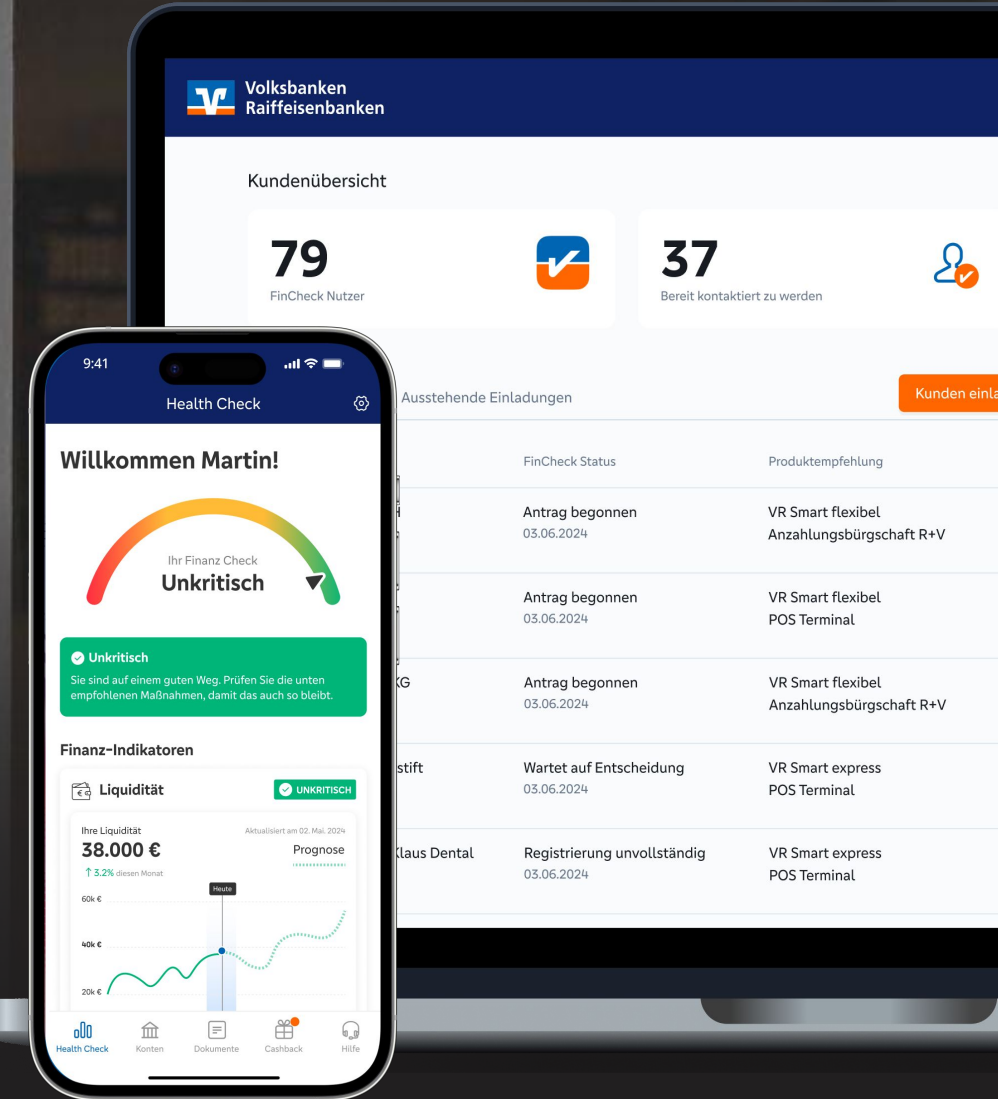 Volksbanken
Raiffeisenbanken
Kundenübersicht
79
FinCheck Nutzer
37
Bereit kontaktiert zu werden
Ausstehende Einladungen
Kunden einla
FinCheck Status
Produktempfehlung
H
Antrag begonnen
03.06.2024
VR Smart flexibel
Anzahlungsbürgschaft R+V
Antrag begonnen
03.06.2024
VR Smart flexibel
POS Terminal
KG
Antrag begonnen
03.06.2024
VR Smart flexibel
Anzahlungsbürgschaft R+V
stift
Wartet auf Entscheidung
03.06.2024
VR Smart express
POS Terminal
Klaus Dental
Registrierung unvollständig
03.06.2024
VR Smart express
POS Terminal
9:41
Health Check
Willkommen Martin!
Ihr Finanz Check
Unkritisch
Unkritisch
Sie sind auf einem guten Weg. Prüfen Sie die unten
empfohlenen Maßnahmen, damit das auch so bleibt.
Finanz-Indikatoren
Liquidität
UNKRITISCH
Ihre Liquidität
Aktualisiert am 02. Mai. 2024
38.000 €
Prognose
↑ 3.2% diesen Monat
Heute
60k €
40k €
20k €
Health Check
Konten
Dokumente
Cashback
Hilfe